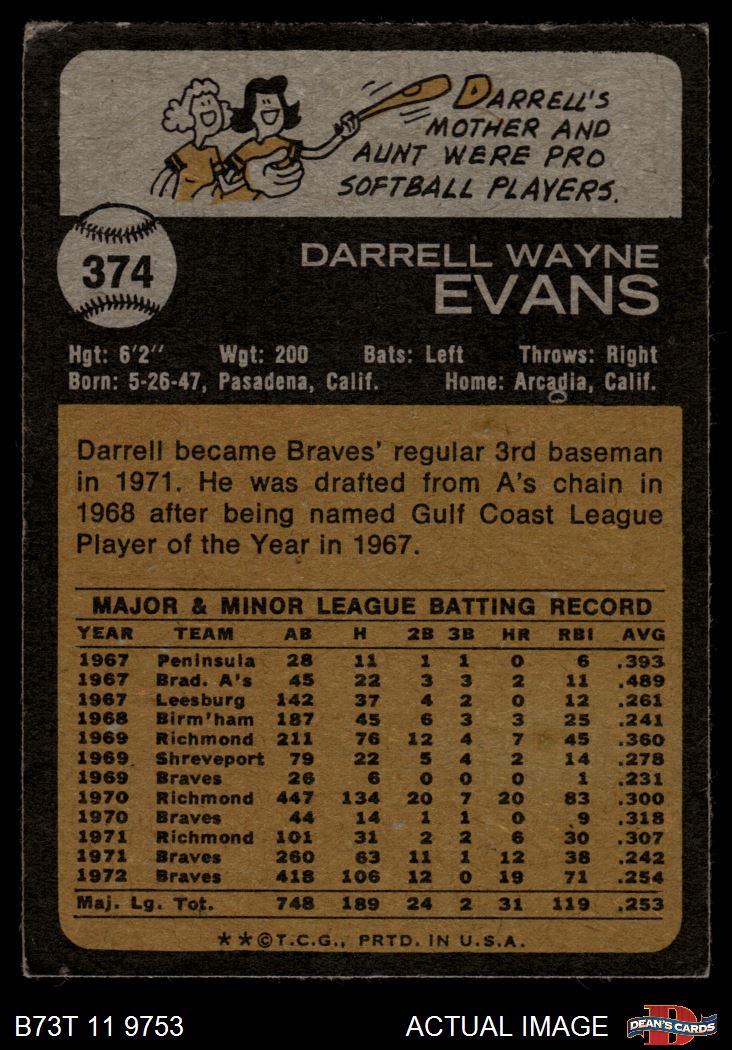 DARRELL'S
MOTHER AND
AUNT WERE PRO
SOFTBALL PLAYERS.
374
DARRELL WAYNE
EVANS
Hgt: 6'2'' Wgt: 200 Bats: Left Throws: Right
Born: 5-26-47, Pasadena, Calif. Home: Arcadia, Calif.
Darrell became Braves' regular 3rd baseman
in 1971. He was drafted from A's chain in
1968 after being named Gulf Coast League
Player of the Year in 1967.
MAJOR & MINOR LEAGUE BATTING RECORD
YEAR TEAM AB H 2B 3B HR RBI AVG
1967 Peninsula 28 11 1 1 0 6 .393
1967 Brad. A's 45 22 3 3 2 11 .489
1967 Leesburg 142 37 4 2 0 12 .261
1968 Birm'ham 187 45 6 3 3 25 .241
1969 Richmond 211 76 12 4 7 45 .360
1969 Shreveport 79 22 5 4 2 14 .278
1969 Braves 26 6 0 0 0 1 .231
1970 Richmond 447 134 20 7 20 83 .300
1970 Braves 44 14 1 1 0 9 .318
1971 Richmond 101 31 2 2 6 30 .307
1971 Braves 260 63 11 1 12 38 .242
1972 Braves 418 106 12 0 19 71 .254
Maj. Lg. Tot. 748 189 24 2 31 119 .253
**©T.C.G., PRTD. IN U.S.A.
B73T 11 9753 ACTUAL IMAGE
DEAN'S CARDS